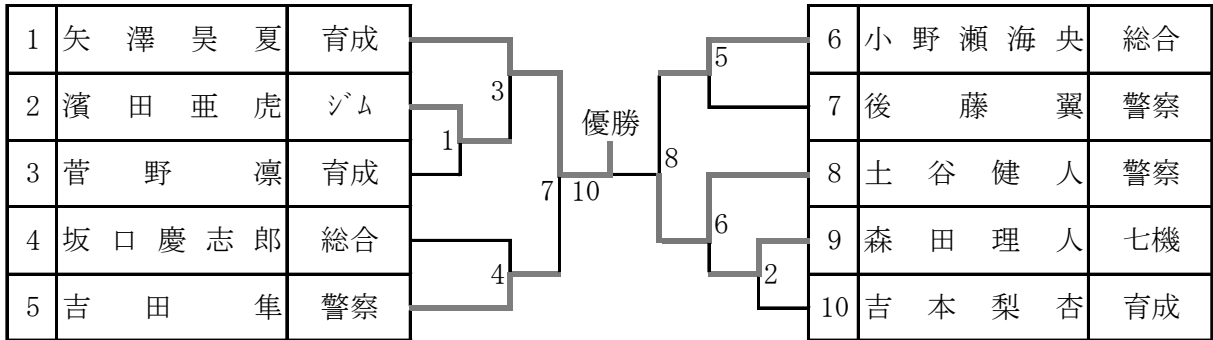 1 矢澤昊夏 育成
2 濱田亜虎 ジム
3 菅野凛 育成
4 坂口慶志郎 総合
5 吉田隼 警察
3
1
7
4
優勝
10
8
5
6
2
6 小野瀬海央 総合
7 後藤翼 警察
8 土谷健人 警察
9 森田理人 七機
10 吉本梨杏 育成